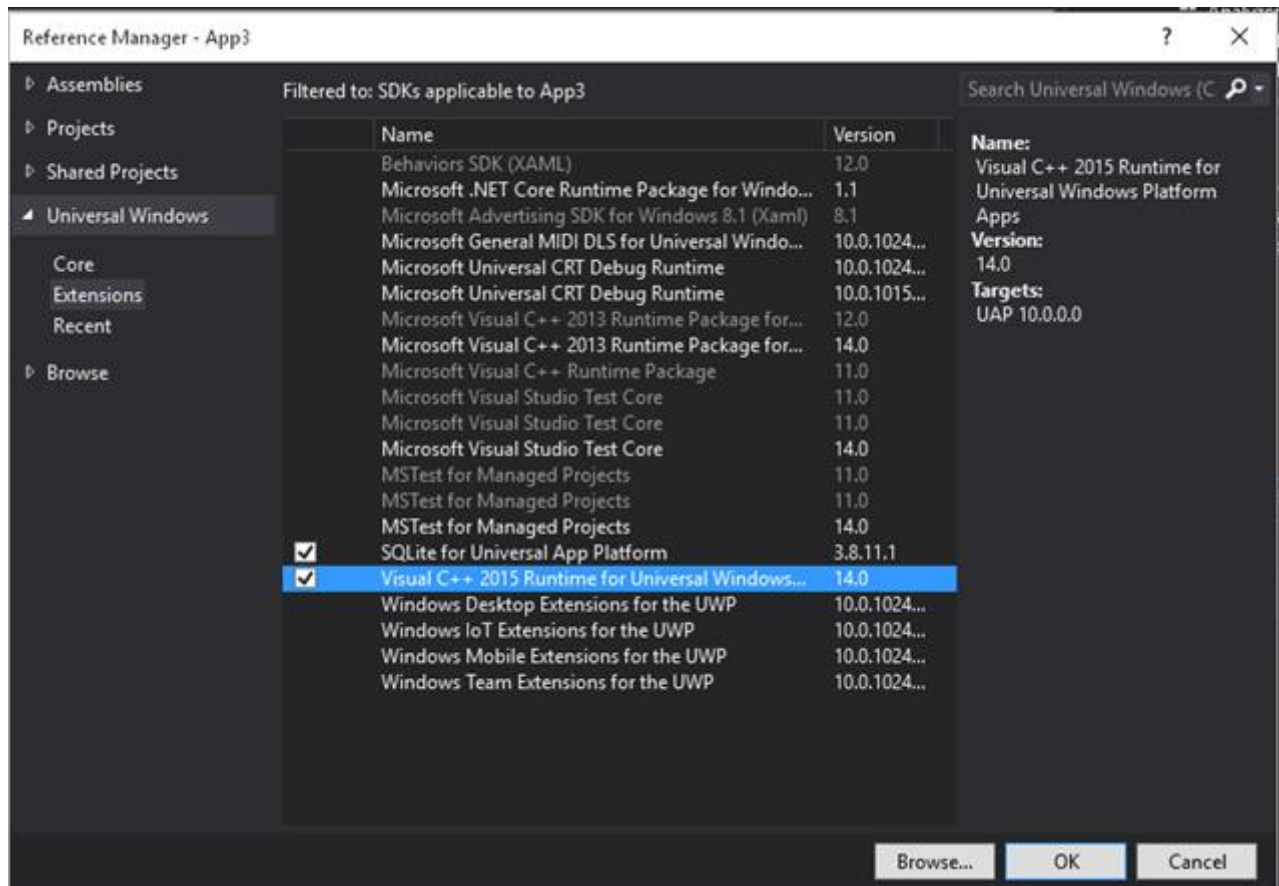 Reference Manager - App3 ? ×
Assemblies
Projects
Shared Projects
Universal Windows
Core
Extensions
Recent
Browse
Filtered to: SDKs applicable to App3
Name Version
Behaviors SDK (XAML) 12.0
Microsoft .NET Core Runtime Package for Windo... 1.1
Microsoft Advertising SDK for Windows 8.1 (Xaml) 8.1
Microsoft General MIDI DLS for Universal Windo... 10.0.1024...
Microsoft Universal CRT Debug Runtime 10.0.1024...
Microsoft Universal CRT Debug Runtime 10.0.1015...
Microsoft Visual C++ 2013 Runtime Package for... 12.0
Microsoft Visual C++ 2013 Runtime Package for... 14.0
Microsoft Visual C++ Runtime Package 11.0
Microsoft Visual Studio Test Core 11.0
Microsoft Visual Studio Test Core 11.0
Microsoft Visual Studio Test Core 14.0
MSTest for Managed Projects 11.0
MSTest for Managed Projects 11.0
MSTest for Managed Projects 14.0
SQLite for Universal App Platform 3.8.11.1
Visual C++ 2015 Runtime for Universal Windows... 14.0
Windows Desktop Extensions for the UWP 10.0.1024...
Windows IoT Extensions for the UWP 10.0.1024...
Windows Mobile Extensions for the UWP 10.0.1024...
Windows Team Extensions for the UWP 10.0.1024...
Search Universal Windows (C
Name:
Visual C++ 2015 Runtime for
Universal Windows Platform
Apps
Version:
14.0
Targets:
UAP 10.0.0.0
Browse... OK Cancel